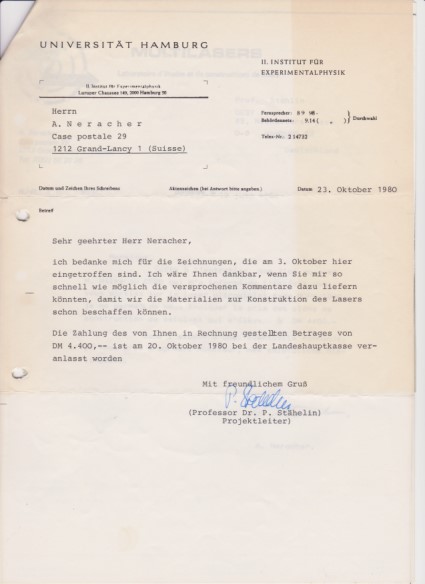 UNIVERSITÄT HAMBURG
II. INSTITUT FÜR
EXPERIMENTALPHYSIK
II. Institut für Experimentalphysik
Luruper Chaussee 149, 2000 Hamburg 50
Herrn
A. Neracher
Case postale 29
1212 Grand-Lancy 1 (Suisse)
Fernsprecher: 8 9 98 -
Behördennetz: 9.14 ( ) Durchwahl
Telex-Nr.: 2 14732
Datum und Zeichen Ihres Schreibens
Aktenzeichen (bei Antwort bitte angeben)
Datum 23. Oktober 1980
Betreff
Sehr geehrter Herr Neracher,
ich bedanke mich für die Zeichnungen, die am 3. Oktober hier
eingetroffen sind. Ich wäre Ihnen dankbar, wenn Sie mir so
schnell wie möglich die versprochenen Kommentare dazu liefern
könnten, damit wir die Materialien zur Konstruktion des Lasers
schon beschaffen können.
Die Zahlung des von Ihnen in Rechnung gestellten Betrages von
DM 4.400,-- ist am 20. Oktober 1980 bei der Landeshauptkasse ver-
anlasst worden
Mit freundlichem Gruß
P. Stähelin
(Professor Dr. P. Stähelin)
Projektleiter)